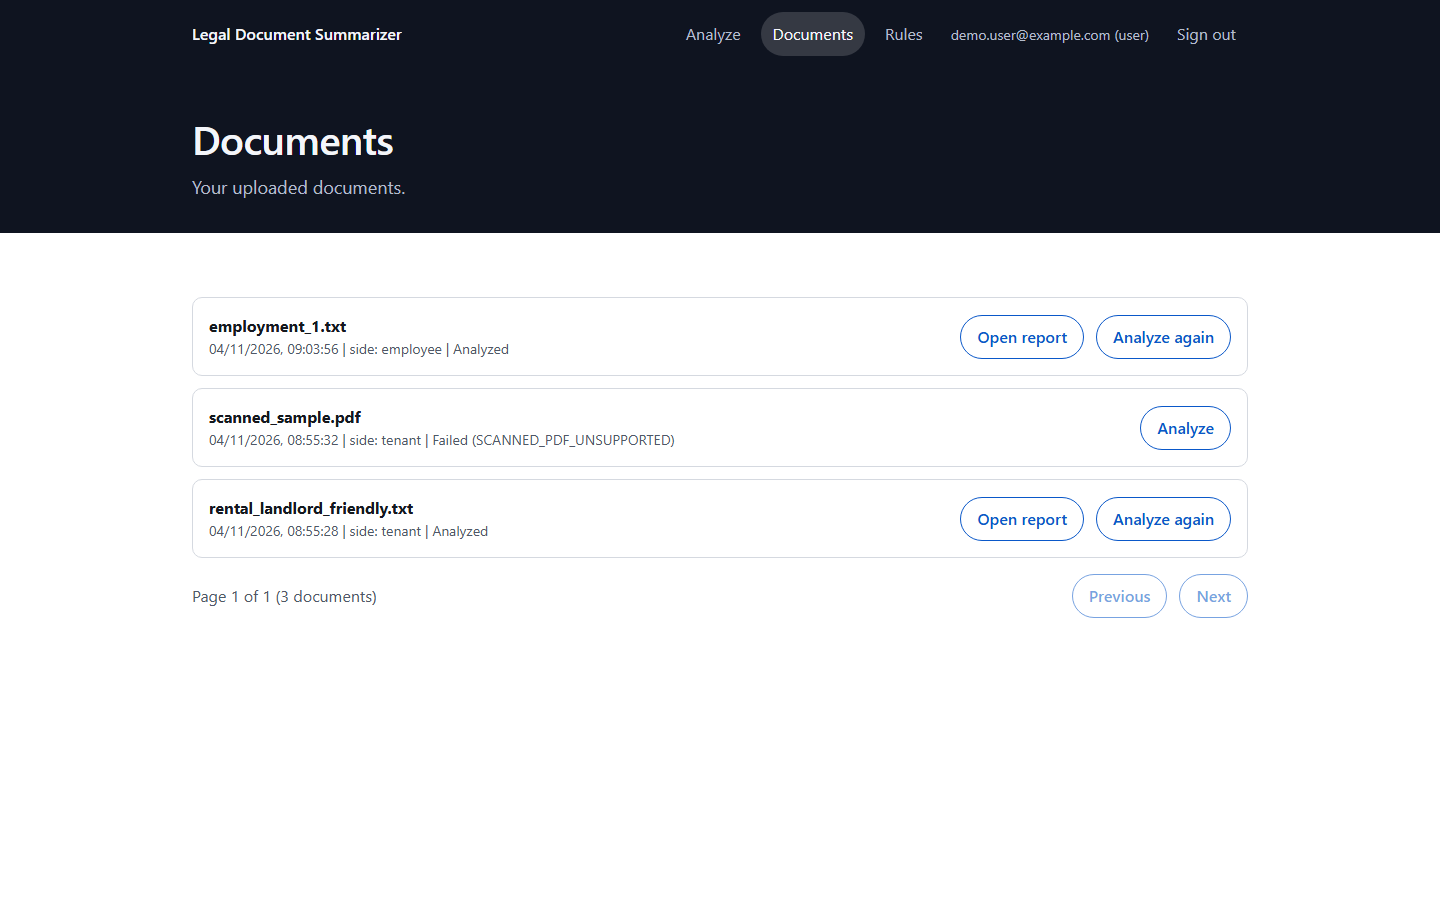 Legal Document Summarizer
Analyze
Documents
Rules
demo.user@example.com (user)
Sign out
Documents
Your uploaded documents.
employment_1.txt
04/11/2026, 09:03:56 | side: employee | Analyzed
Open report
Analyze again
scanned_sample.pdf
04/11/2026, 08:55:32 | side: tenant | Failed (SCANNED_PDF_UNSUPPORTED)
Analyze
rental_landlord_friendly.txt
04/11/2026, 08:55:28 | side: tenant | Analyzed
Open report
Analyze again
Page 1 of 1 (3 documents)
Previous
Next